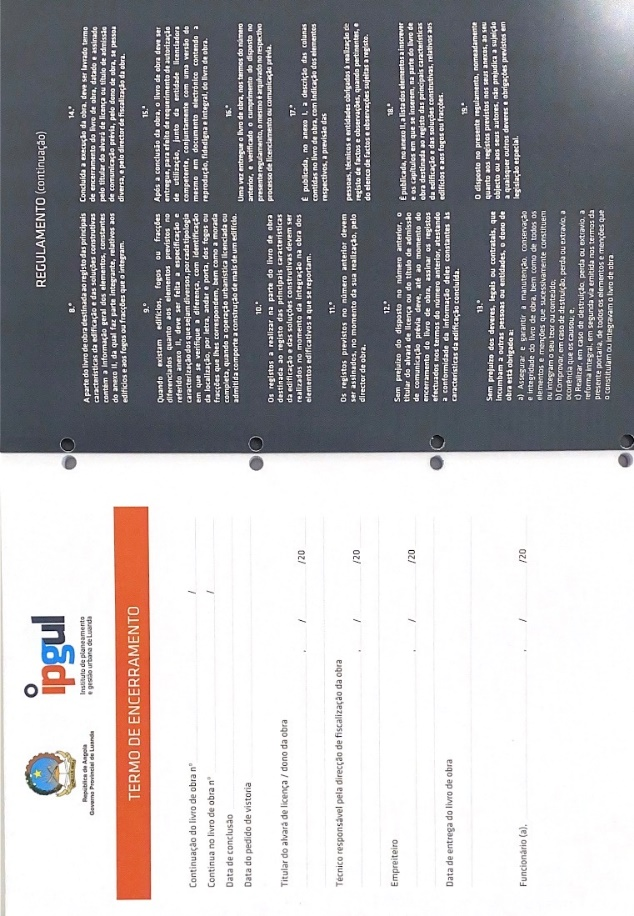 República de Angola
Governo Provincial de Luanda
ipgul
Instituto de planeamento
e gestão urbana de Luanda
TERMO DE ENCERRAMENTO
Continuação do livro de obra nº /
Continua no livro de obra nº /
Data de conclusão
Data do pedido de vistoria
Titular do alvará de licença / dono da obra
, / /20
Técnico responsável pela direcção de fiscalização da obra
, / /20
Empreiteiro
, / /20
Data de entrega do livro de obra
Funcionário (a),
, / /20
REGULAMENTO (continuação)
8.º
A parte do livro de obra destinada ao registo das principais
características da edificação e das soluções construtivas
contém a informação geral dos elementos, constantes
do anexo II, da qual faz parte integrante, relativos aos
edifícios e aos fogos ou fracções que o integram.
9.º
Quando existam edifícios, fogos ou fracções
diferenciados quanto aos elementos previstos no
referido anexo II, deve ser feita a especificação e
caracterização dos que sejam diversos, por cada tipologia
em que se verifique a diferença, com identificação
da localização, por letra, andar e ponta, dos fogos ou
fracções que lhes correspondem, bem como a morada
completa, quando a operação urbanística licenciada ou
admitida comporte a construção de mais de um edifício.
10.º
Os registos a realizar na parte do livro de obra
destinada ao registo das principais características
da edificação e das soluções construtivas devem ser
realizados no momento da integração na obra dos
elementos edificativos a que se reportam.
11.º
Os registos previstos no número anterior devem
ser assinados, no momento da sua realização, pelo
director de obra.
12.º
Sem prejuízo do disposto no número anterior, o
titular do alvará de licença ou do título de admissão
de comunicação prévia deve, até ao momento do
encerramento do livro de obra, assinar os registos
efectuados nos termos do número anterior, atestando
a conformidade da informação deles constantes às
características da edificação concluída.
13.º
Sem prejuízo dos deveres, legais ou contratais, que
incumbam a outras pessoas ou entidades, o dono de
obra está obrigado a:
a) Assegurar e garantir a manutenção, conservação
e integridade do livro de obra, bem como de todos os
elementos e menções que sucessivamente constituem
ou integram o seu teor ou conteúdo;
b) Comprovar, em caso de destruição, perda ou extravio, a
ocorrência que os causou; e,
c) Realizar, em caso de destruição, perda ou extravio, a
reforma integral, em segunda via emitida nos termos da
presente portaria, de todos os elementos e menções que
o constituíam ou integravam o livro de obra
14.º
Concluída a execução da obra, deve ser lavrado termo
de encerramento do livro de obra, datado e assinado
pelo titular do alvará de licença ou título de admissão
de comunicação prévia, pelo dono de obra, se pessoa
diversa, e pelo director de fiscalização da obra.
15.º
Após a conclusão da obra, o livro de obra deve ser
entregue, para efeito de requerimento de autorização
de utilização, junto da entidade licenciadora
competente, conjuntamente com uma versão do
mesmo em documento electrónico contendo a
reprodução, fidedigna e integral, do livro de obra.
16.º
Uma vez entregue o livro de obra, nos termos do número
anterior, e verificado o cumprimento do disposto no
presente regulamento, o mesmo é arquivado no respectivo
processo de licenciamento ou comunicação prévia.
17.º
É publicada, no anexo I, a descrição das colunas
contidas no livro de obra, com indicação dos elementos
respectivos, a previsão das
pessoas, técnicos e entidades obrigados à realização de
registo de factos e observações, quando pertinentes, e
do elenco de factos e observações sujeitas a registo.
18.º
É publicada, no anexo II, a lista dos elementos a inscrever
e os capítulos em que se inserem, na parte do livro de
obra destinada ao registo das principais características
da edificação e das soluções construtivas, relativos aos
edifícios e aos fogos ou fracções.
19.º
O disposto no presente regulamento, nomeadamente
quanto aos registos previstos nos seus anexos, ao seu
objecto ou aos seus autores, não prejudica a sujeição
a quaisquer outros deveres e obrigações previstos em
legislação especial.